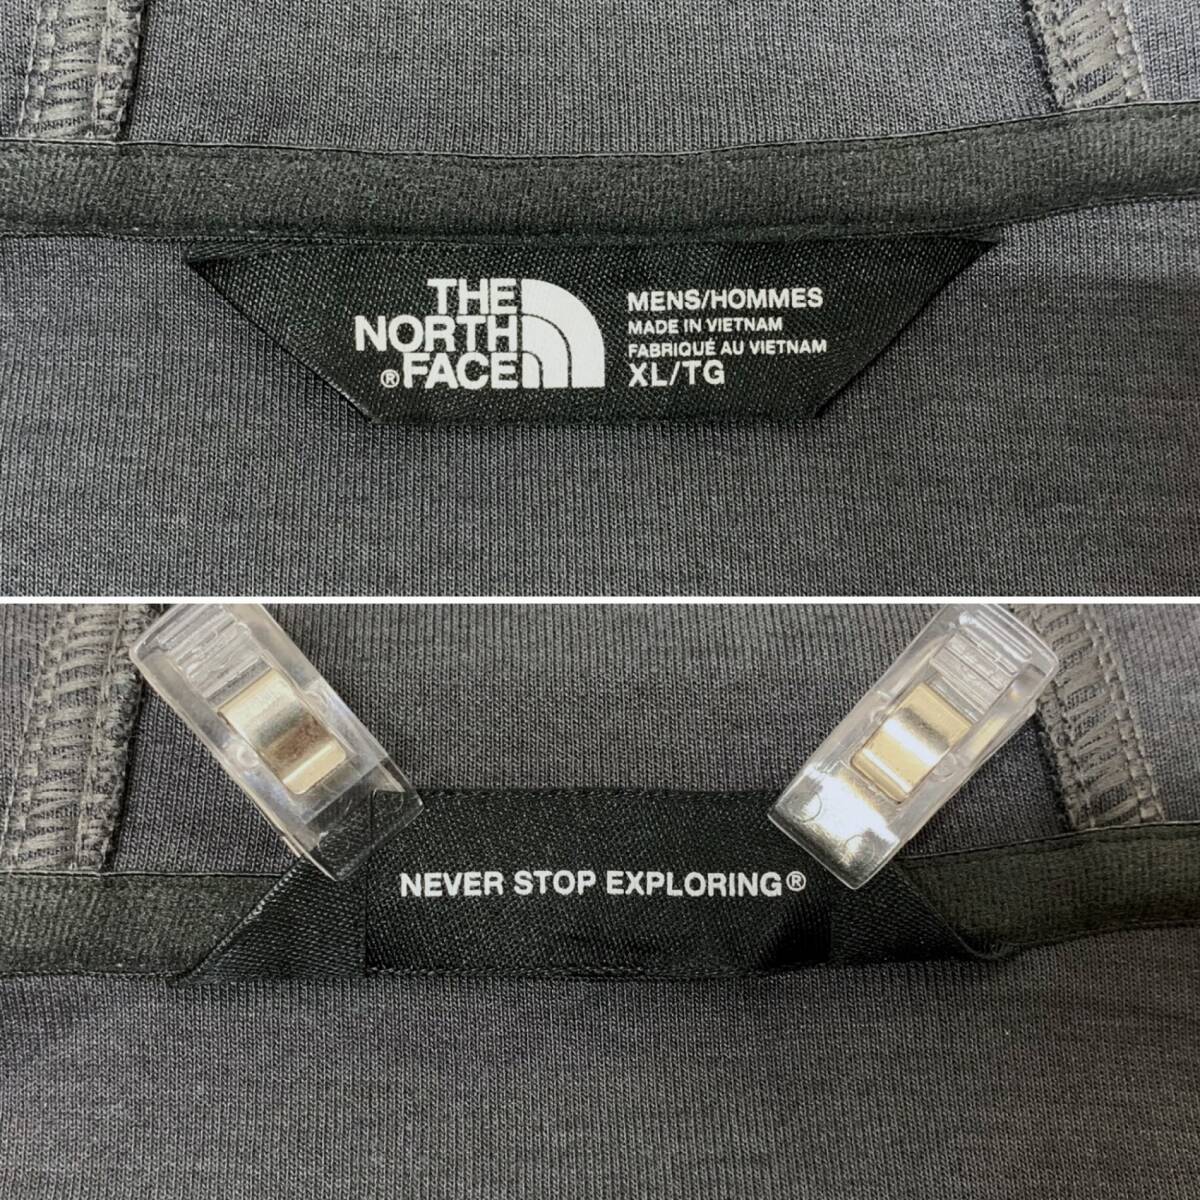 THE
NORTH
®FACE
MENS/HOMMES
MADE IN VIETNAM
FABRIQUÉ AU VIETNAM
XL/TG
NEVER STOP EXPLORING®